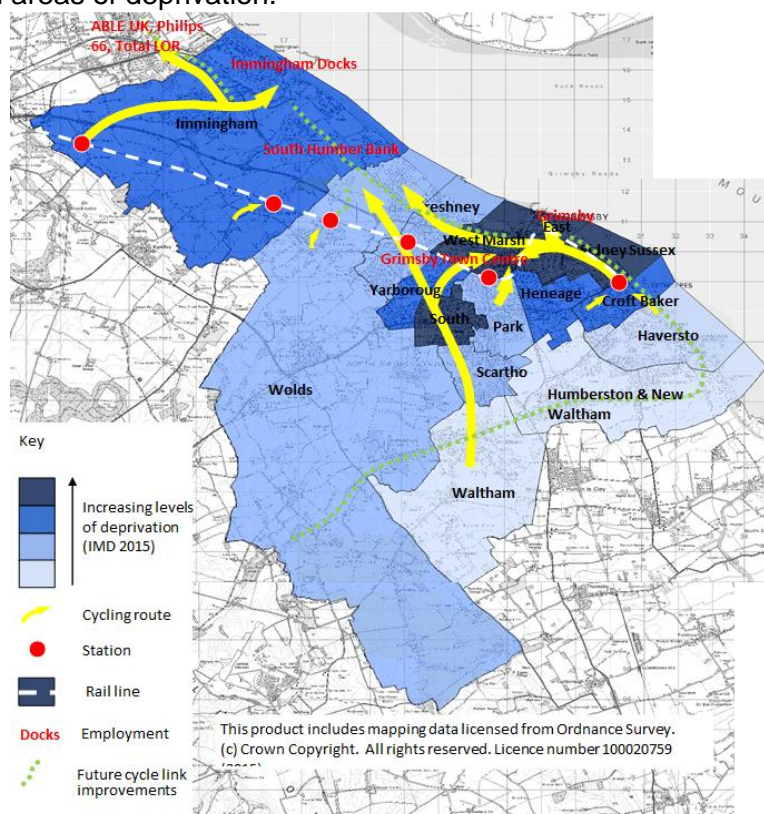 areas of deprivation.
ABLE UK, Philips
66, Total LOR
Immingham Docks
Immingham
South Humber Bank
reshney
Grimsby
East
West Marsh
dney Sussex
Grimsby Town Centre
Yarboroug
Heneage
Croft Baker
South
Park
Haversto
Scartho
Wolds
Humberston & New
Waltham
Waltham
Key
Increasing levels
of deprivation
(IMD 2015)
Cycling route
Station
Rail line
Docks Employment
Future cycle link
improvements
This product includes mapping data licensed from Ordnance Survey.
(c) Crown Copyright. All rights reserved. Licence number 100020759